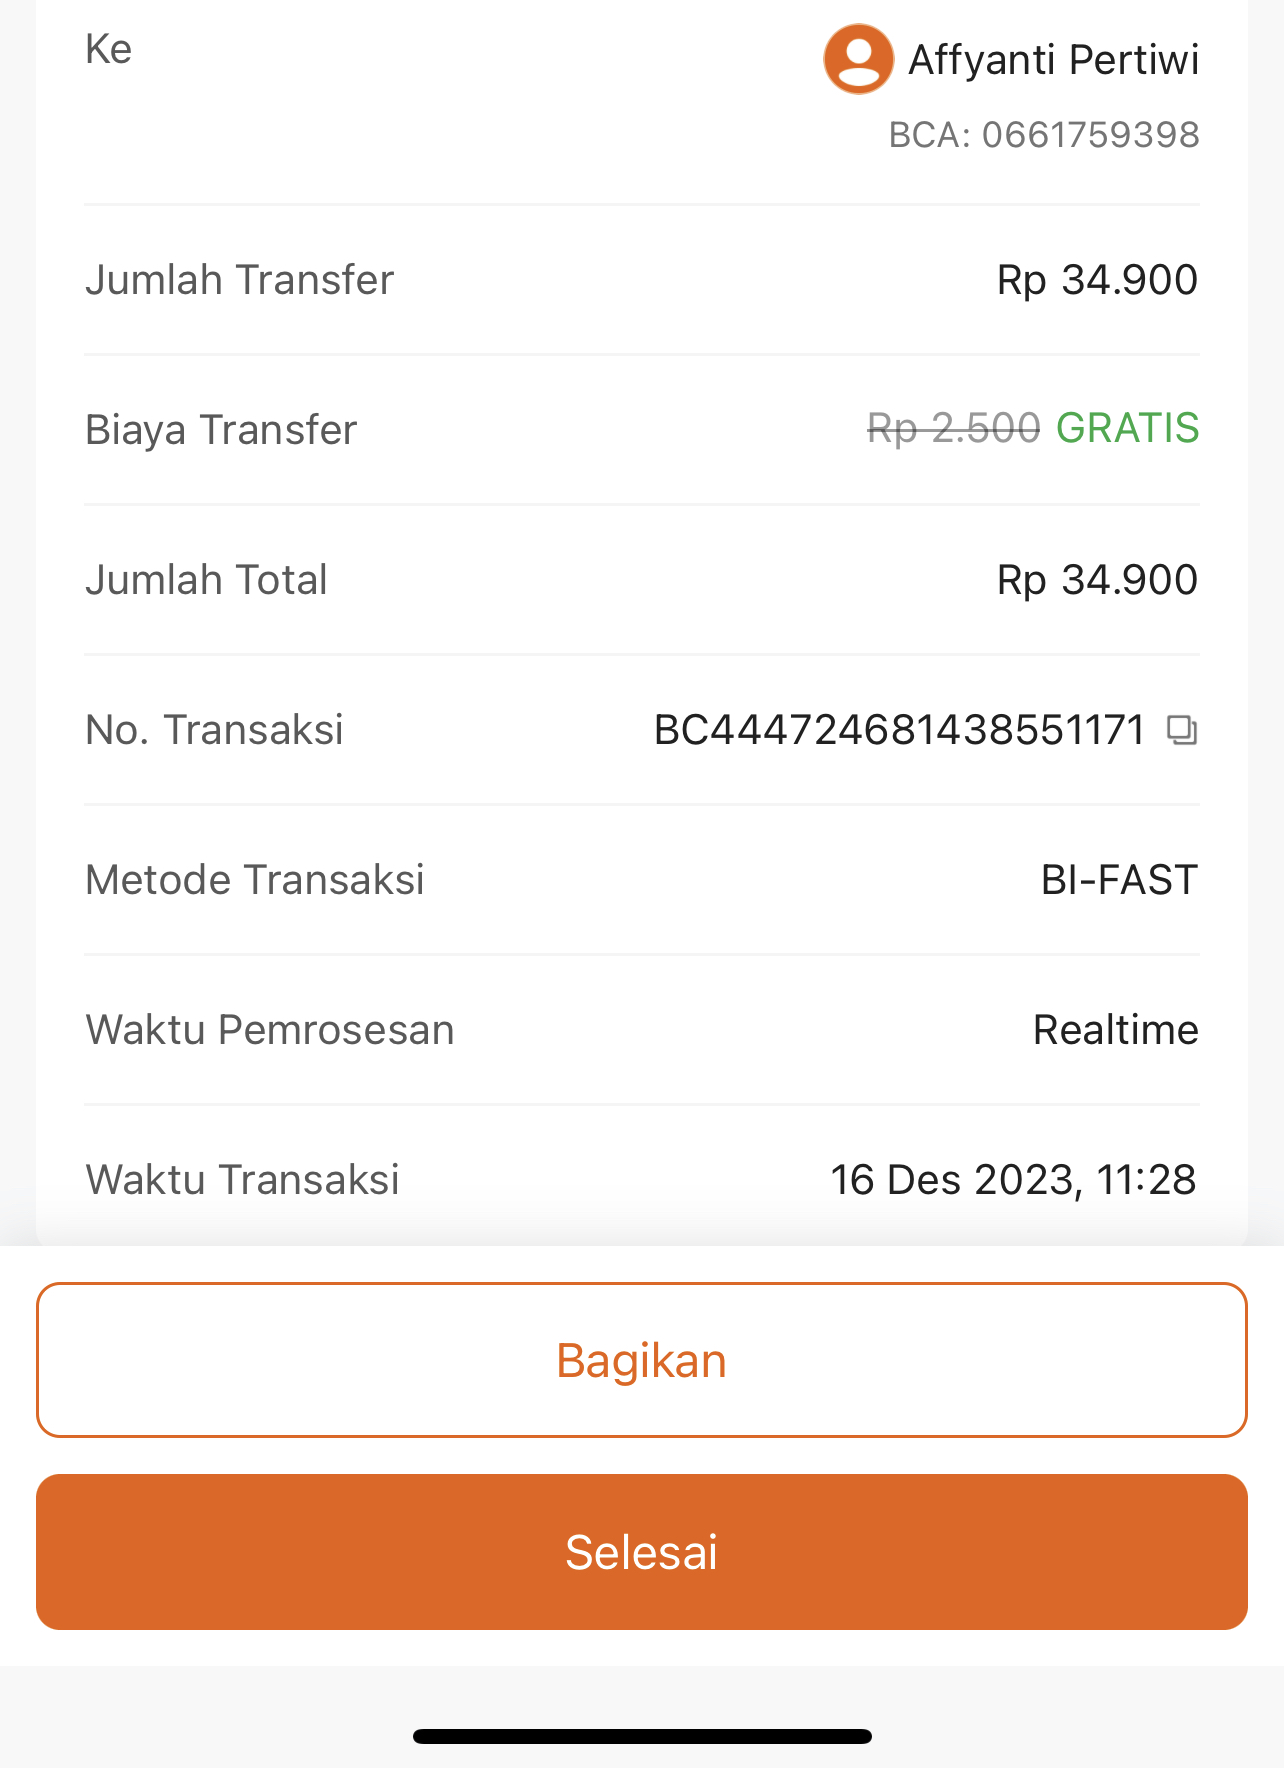 Ke
Affyanti Pertiwi
BCA: 0661759398
Jumlah Transfer Rp 34.900
Biaya Transfer Rp 2.500 GRATIS
Jumlah Total Rp 34.900
No. Transaksi BC444724681438551171
Metode Transaksi BI-FAST
Waktu Pemrosesan Realtime
Waktu Transaksi 16 Des 2023, 11:28
Bagikan
Selesai